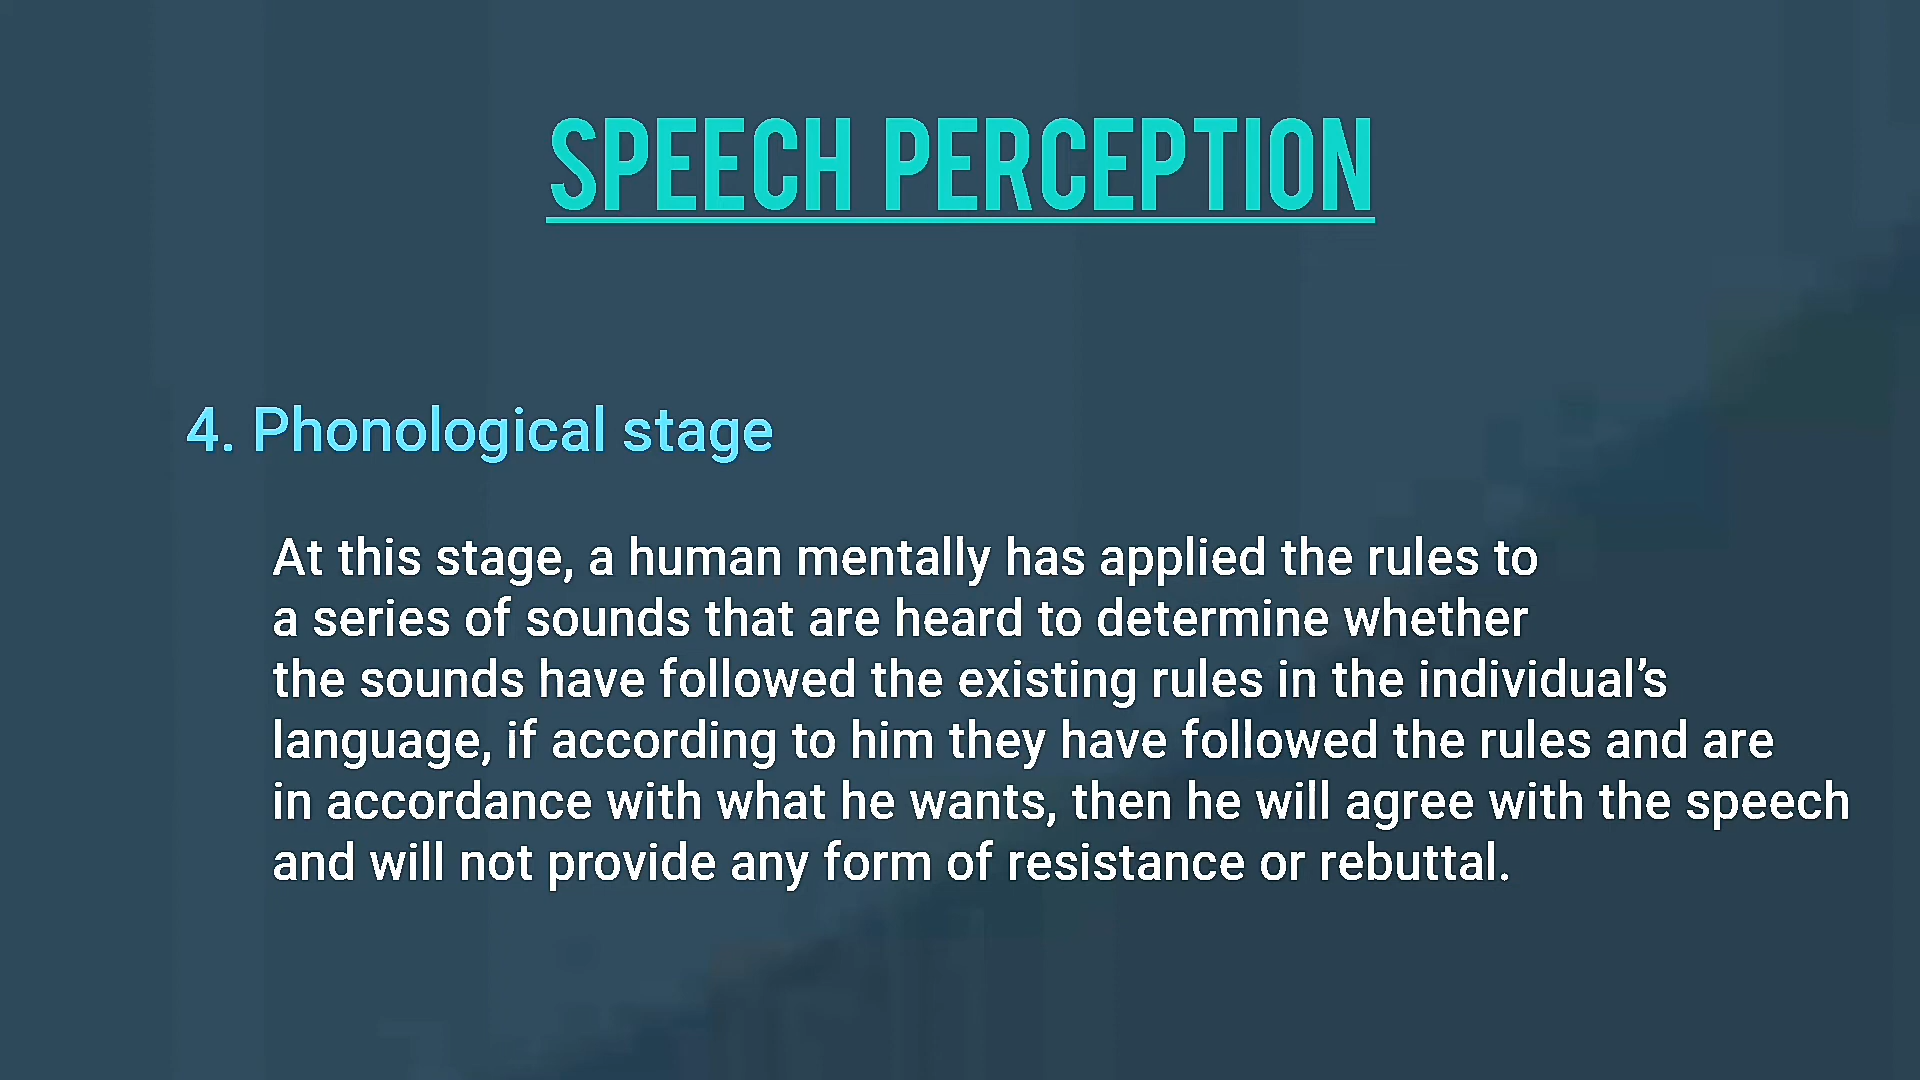 SPEECH PERCEPTION
4. Phonological stage
At this stage, a human mentally has applied the rules to
a series of sounds that are heard to determine whether
the sounds have followed the existing rules in the individual’s
language, if according to him they have followed the rules and are
in accordance with what he wants, then he will agree with the speech
and will not provide any form of resistance or rebuttal.